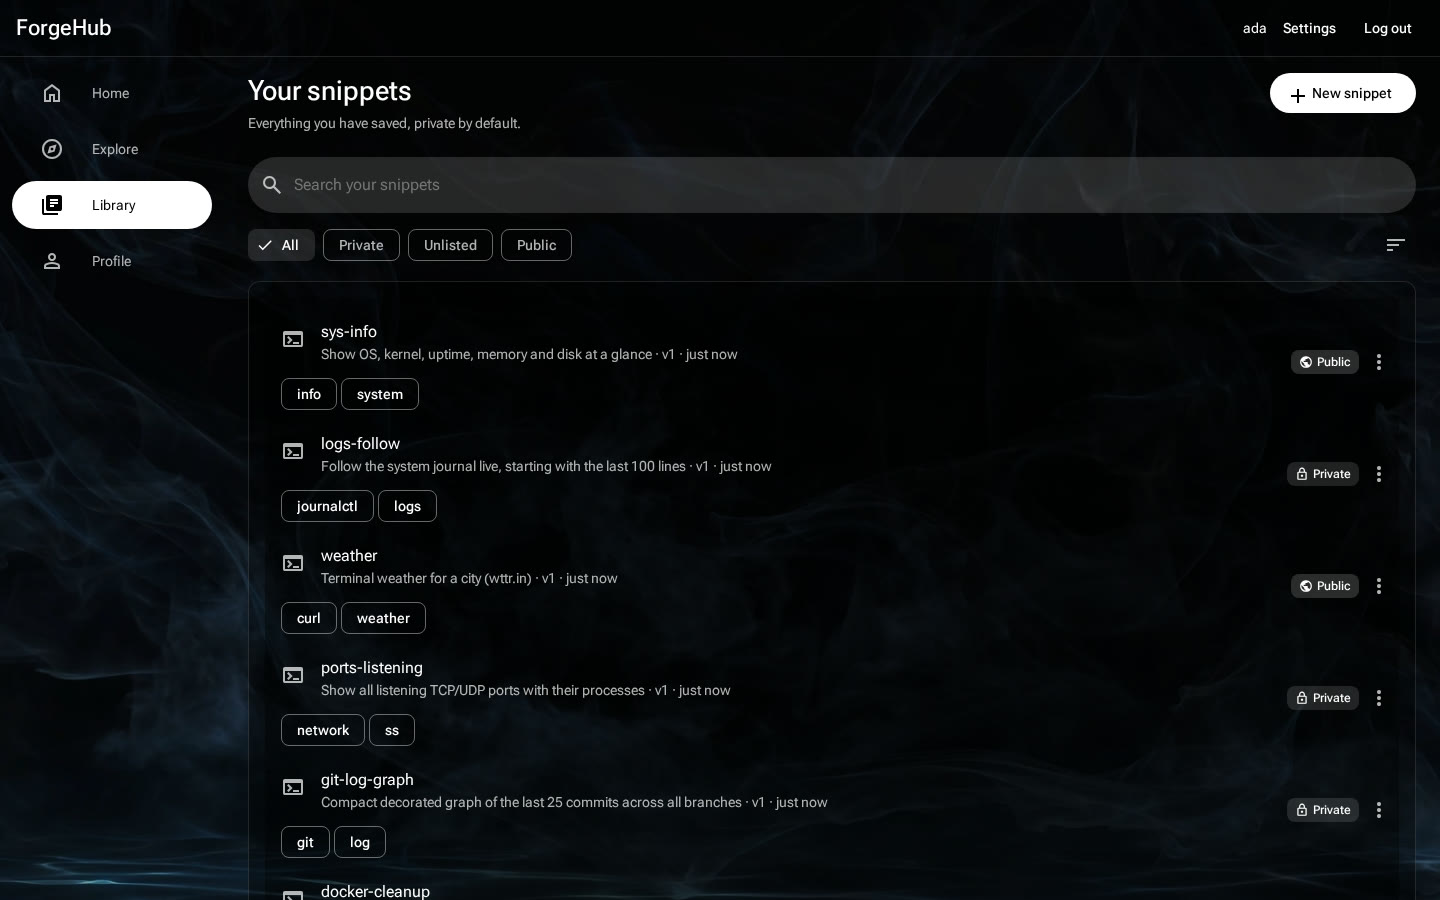 ForgeHub
ada Settings Log out
Home
Explore
Library
Profile
Your snippets
Everything you have saved, private by default.
New snippet
Search your snippets
All Private Unlisted Public
sys-info
Show OS, kernel, uptime, memory and disk at a glance · v1 · just now
Public
info system
logs-follow
Follow the system journal live, starting with the last 100 lines · v1 · just now
Private
journalctl logs
weather
Terminal weather for a city (wttr.in) · v1 · just now
Public
curl weather
ports-listening
Show all listening TCP/UDP ports with their processes · v1 · just now
Private
network ss
git-log-graph
Compact decorated graph of the last 25 commits across all branches · v1 · just now
Private
git log
docker-cleanup